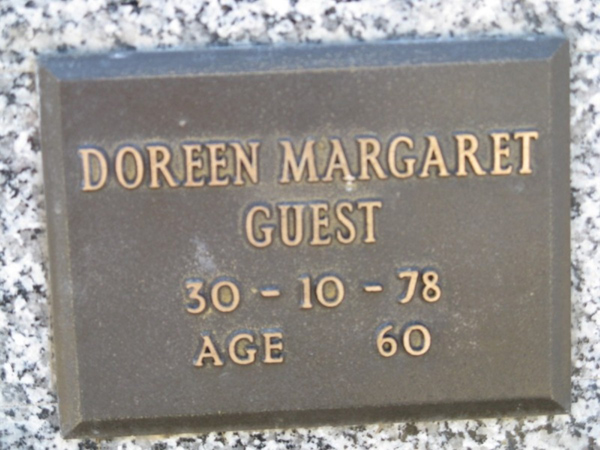 DOREEN MARGARET
GUEST
30 - 10 - 78
AGE 60